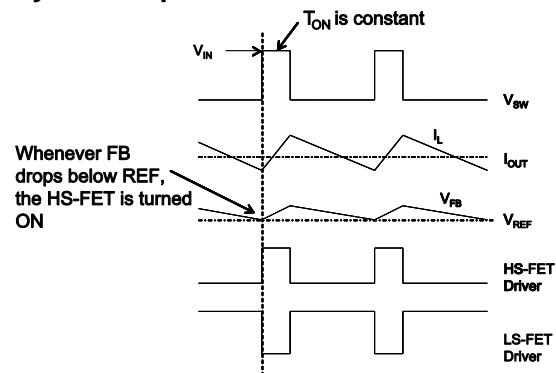 T_ON is constant
V_IN
V_SW
I_L
I_OUT
Whenever FB
drops below REF,
the HS-FET is turned
ON
V_FB
V_REF
HS-FET
Driver
LS-FET
Driver